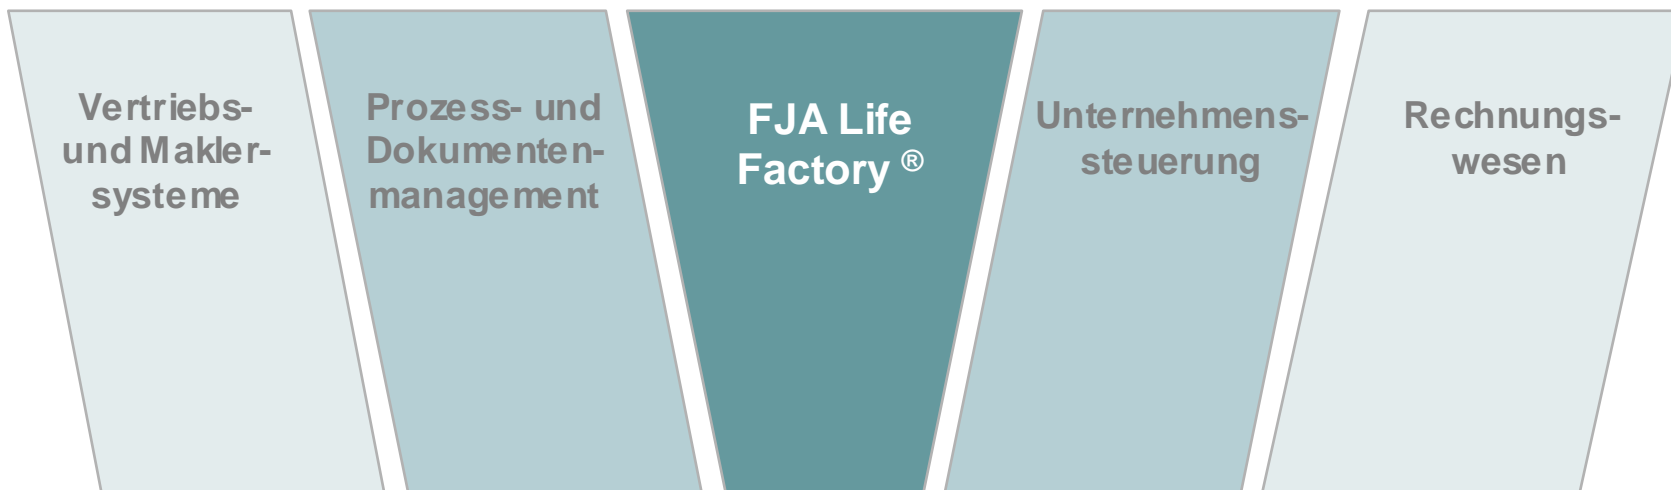 Vertriebs-
und Makler-
systeme
Prozess- und
Dokumenten-
management
FJA Life
Factory ®
Unternehmens-
steuerung
Rechnungs-
wesen